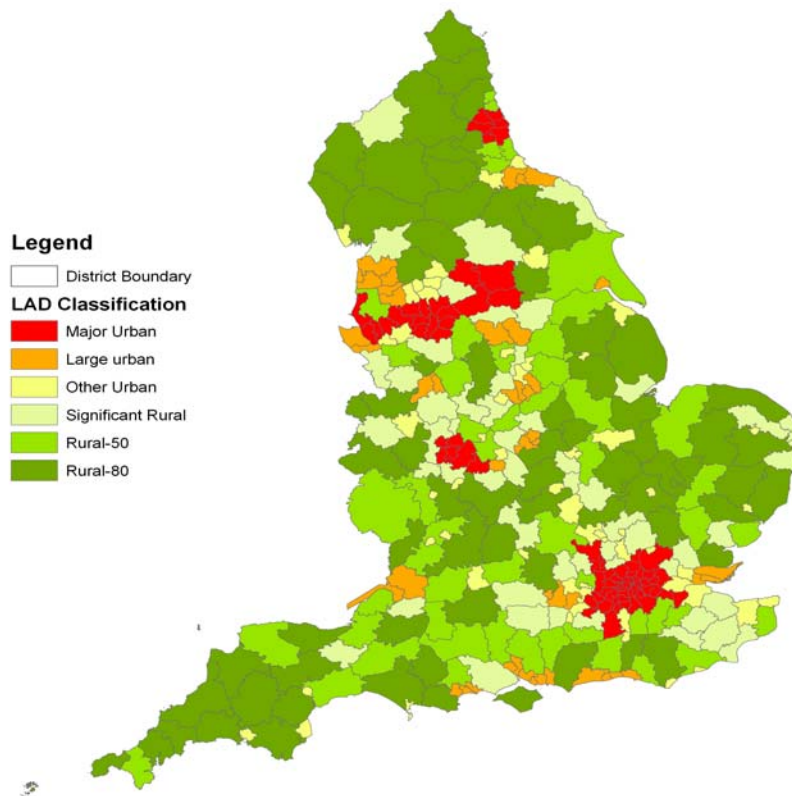 Legend
District Boundary
LAD Classification
Major Urban
Large urban
Other Urban
Significant Rural
Rural-50
Rural-80